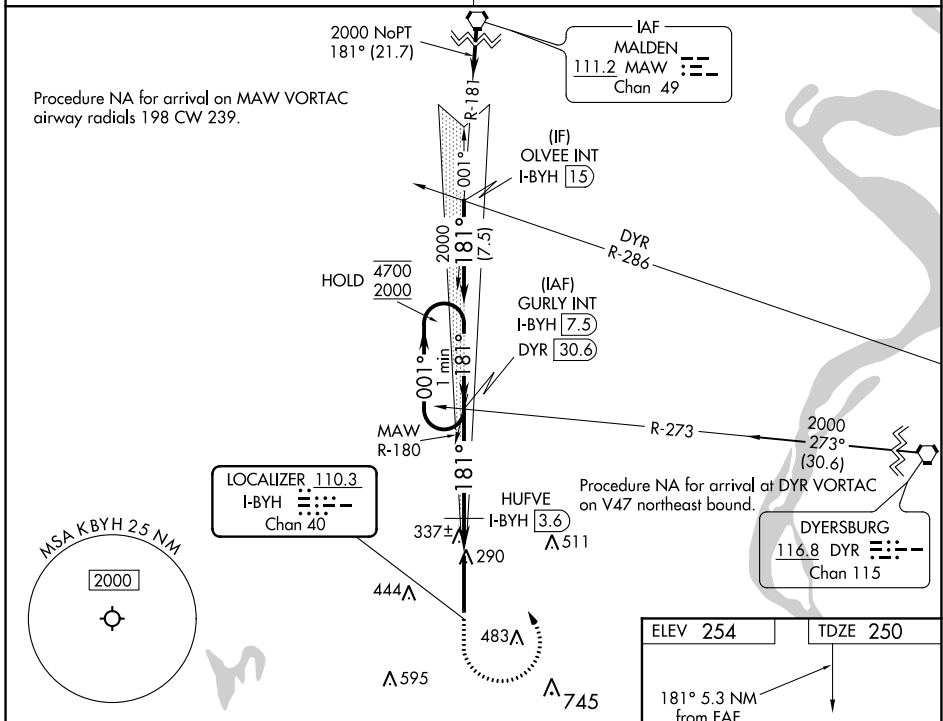 2000 NoPT
181° (21.7)
IAF
MALDEN
111.2 MAW
Chan 49
R-181
Procedure NA for arrival on MAW VORTAC
airway radials 198 CW 239.
001°
(IF)
OLVEE INT
I-BYH 15
2000
181°
(7.5)
DYR
R-286
HOLD 4700
2000
(IAF)
GURLY INT
I-BYH 7.5
DYR 30.6
001°
1 min
181°
MAW
R-180
R-273
2000
273°
(30.6)
181°
Procedure NA for arrival at DYR VORTAC
on V47 northeast bound.
LOCALIZER 110.3
I-BYH
Chan 40
HUFVE
I-BYH 3.6
DYERSBURG
116.8 DYR
Chan 115
337±
511
290
MSA KBYH 25 NM
2000
444
483
595
745
ELEV 254
TDZE 250
181° 5.3 NM
from FAF